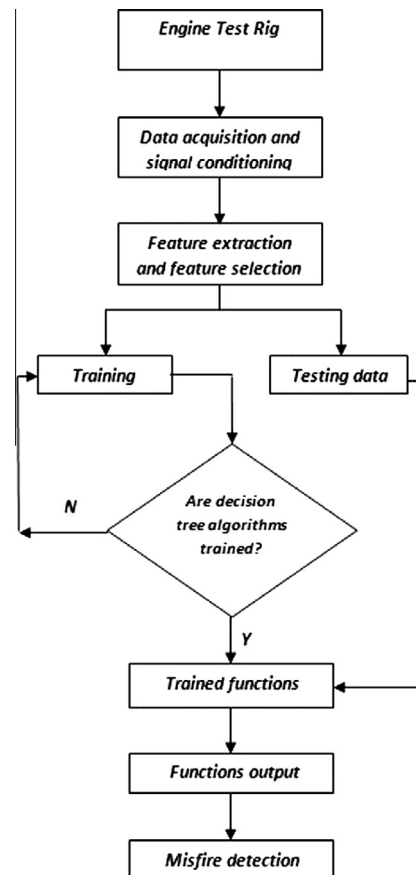 Engine Test Rig
Data acquisition and
signal conditioning
Feature extraction
and feature selection
Training
Testing data
Are decision
tree algorithms
trained?
N
Y
Trained functions
Functions output
Misfire detection